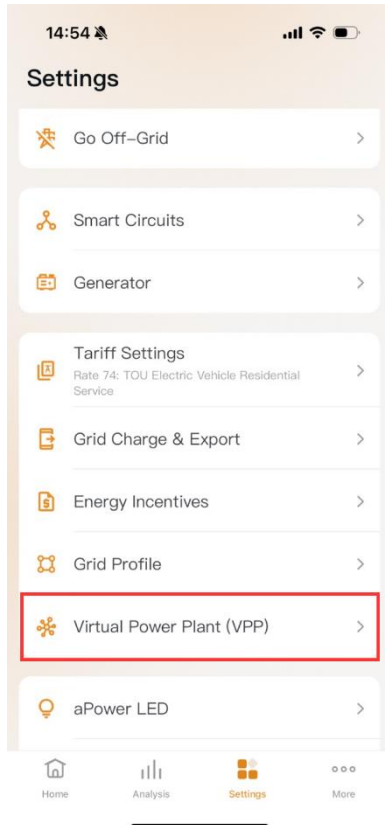 14:54
Settings
Go Off-Grid
Smart Circuits
Generator
Tariff Settings
Rate 74: TOU Electric Vehicle Residential
Service
Grid Charge & Export
Energy Incentives
Grid Profile
Virtual Power Plant (VPP)
aPower LED
Home Analysis Settings More